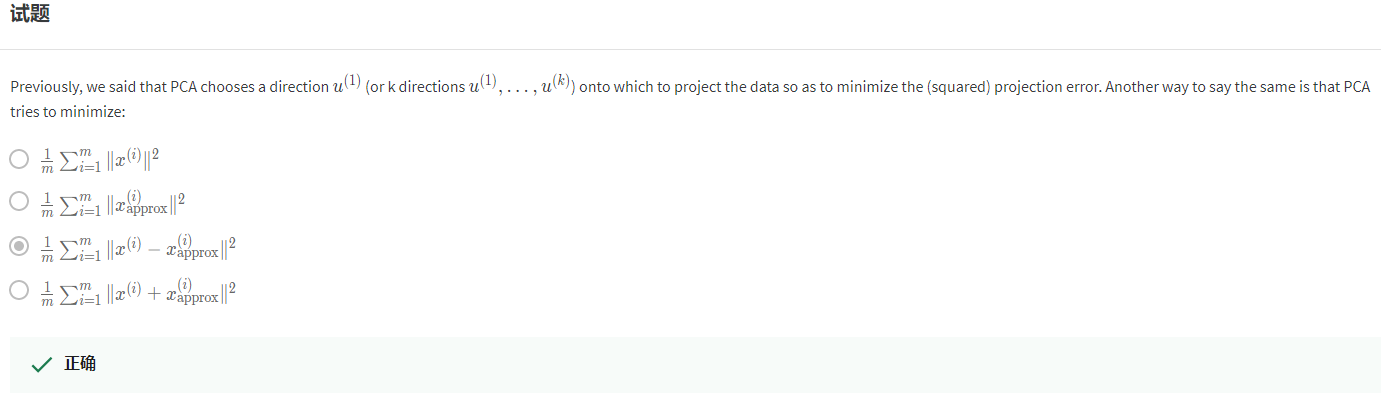 试题
Previously, we said that PCA chooses a direction $u^{(1)}$ (or k directions $u^{(1)}, \ldots, u^{(k)}$) onto which to project the data so as to minimize the (squared) projection error. Another way to say the same is that PCA
tries to minimize:
$\frac{1}{m} \sum_{i=1}^{m} \|x^{(i)}\|^2$
$\frac{1}{m} \sum_{i=1}^{m} \|x_{\text{approx}}^{(i)}\|^2$
$\frac{1}{m} \sum_{i=1}^{m} \|x^{(i)} - x_{\text{approx}}^{(i)}\|^2$
$\frac{1}{m} \sum_{i=1}^{m} \|x^{(i)} + x_{\text{approx}}^{(i)}\|^2$
正确